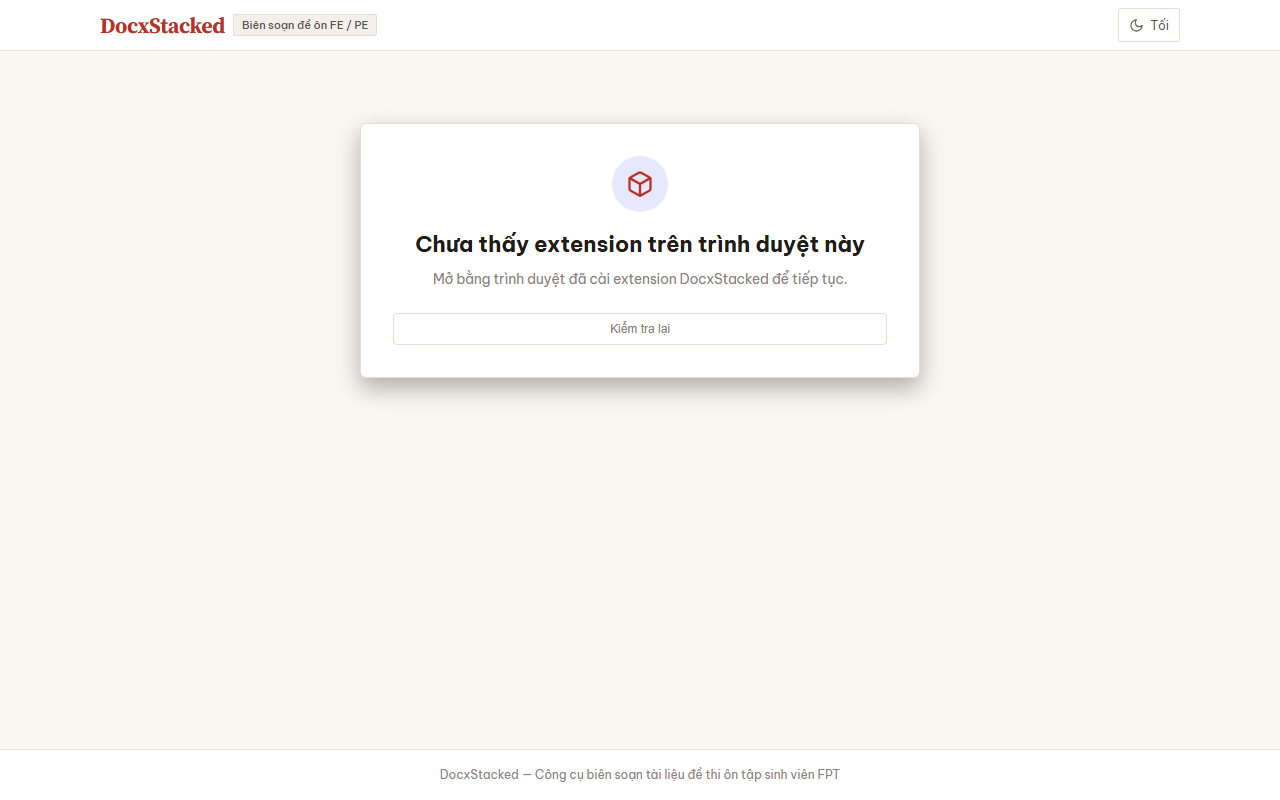 DocxStacked
Biên soạn đề ôn FE / PE
Tối
Chưa thấy extension trên trình duyệt này
Mở bằng trình duyệt đã cài extension DocxStacked để tiếp tục.
Kiểm tra lại
DocxStacked — Công cụ biên soạn tài liệu đề thi ôn tập sinh viên FPT